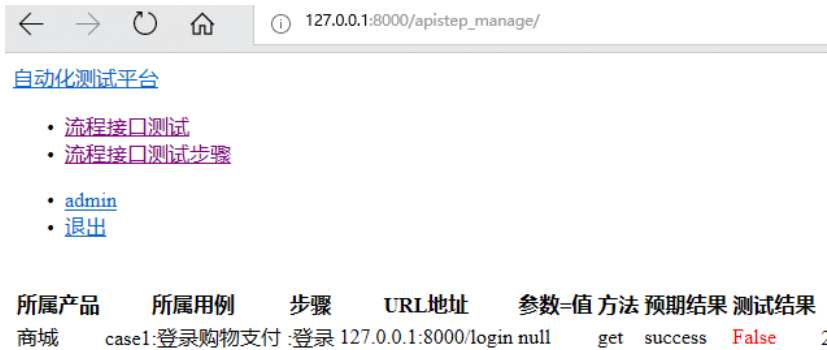 127.0.0.1:8000/apistep_manage/
自动化测试平台
• 流程接口测试
• 流程接口测试步骤
• admin
• 退出
所属产品 所属用例 步骤 URL地址 参数=值 方法 预期结果 测试结果
商城 case1:登录购物支付 :登录 127.0.0.1:8000/login null get success False 2